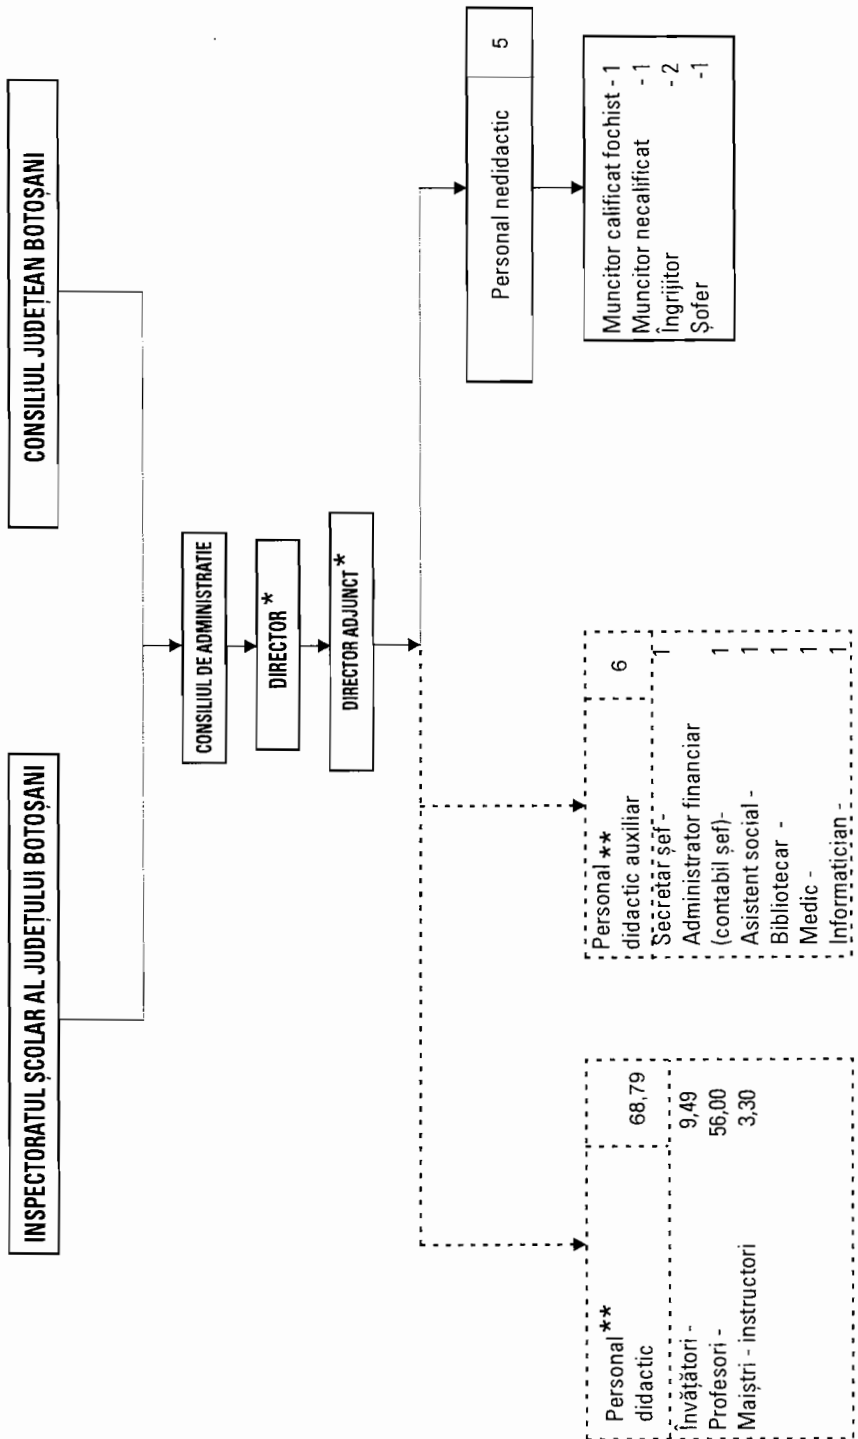 INSPECTORATUL ȘCOLAR AL JUDEȚULUI BOTOȘANI
CONSILIUL JUDEȚEAN BOTOȘANI
CONSILIUL DE ADMINISTRATIE
DIRECTOR *
DIRECTOR ADJUNCT *
Personal **
didactic
68,79
Învățători - 9,49
Profesori - 56,00
Maiștri - instructori 3,30
Personal **
didactic auxiliar
6
Secretar șef - 1
Administrator financiar
(contabil șef)- 1
Asistent social - 1
Bibliotecar - 1
Medic - 1
Informatician - 1
Personal nedidactic 5
Muncitor calificat fochist - 1
Muncitor necalificat - 1
Îngrijitor - 2
Șofer -1